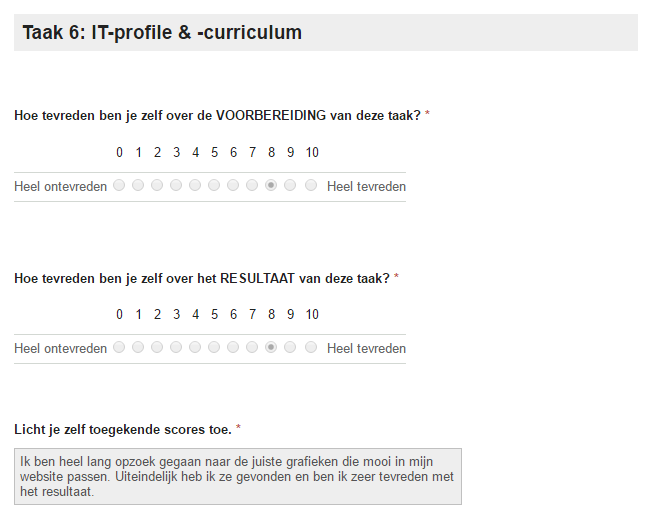 Taak 6: IT-profile & -curriculum
Hoe tevreden ben je zelf over de VOORBEREIDING van deze taak? *
0 1 2 3 4 5 6 7 8 9 10
Heel ontevreden Heel tevreden
Hoe tevreden ben je zelf over het RESULTAAT van deze taak? *
0 1 2 3 4 5 6 7 8 9 10
Heel ontevreden Heel tevreden
Licht je zelf toegekende scores toe. *
Ik ben heel lang opzoek gegaan naar de juiste grafieken die mooi in mijn
website passen. Uiteindelijk heb ik ze gevonden en ben ik zeer tevreden met
het resultaat.